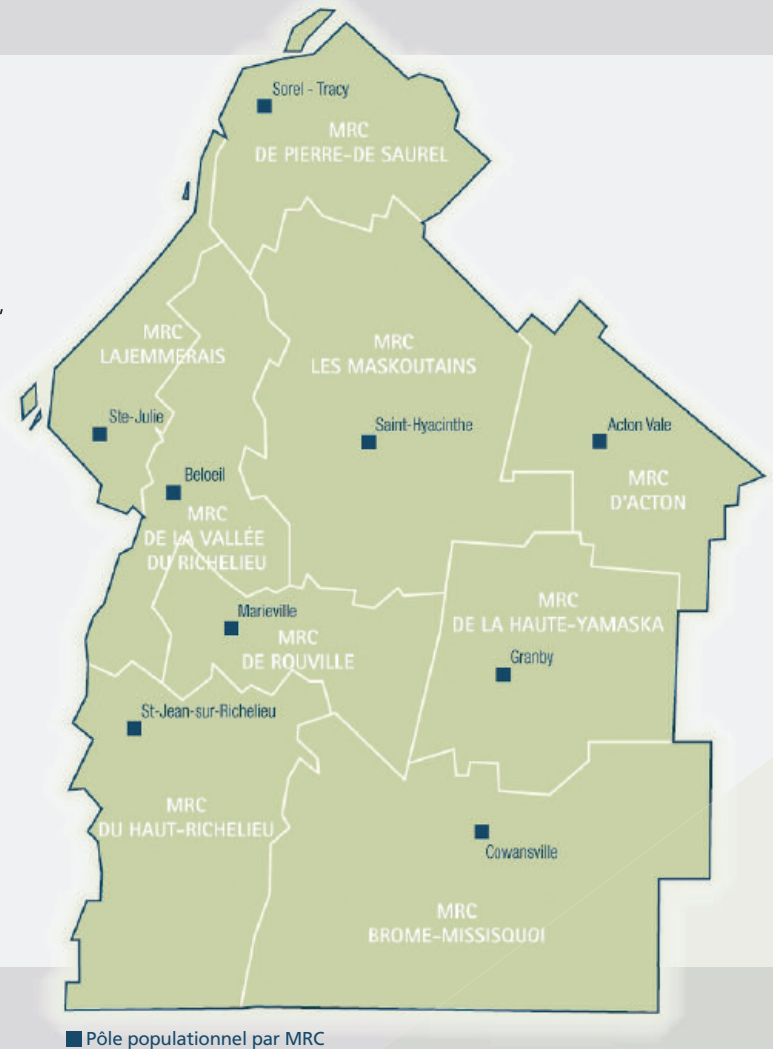 Sorel - Tracy
MRC
DE PIERRE-DE SAUREL
MRC
LAJEMMERAIS
MRC
LES MASKOUTAINS
Ste-Julie
Saint-Hyacinthe
Acton Vale
MRC
D'ACTON
Beloeil
MRC
DE LA VALLÉE
DU RICHELIEU
MRC
DE LA HAUTE-YAMASKA
Marieville
MRC
DE ROUVILLE
Granby
St-Jean-sur-Richelieu
MRC
DU HAUT-RICHELIEU
Cowansville
MRC
BROME-MISSISQUOI
Pôle populationnel par MRC